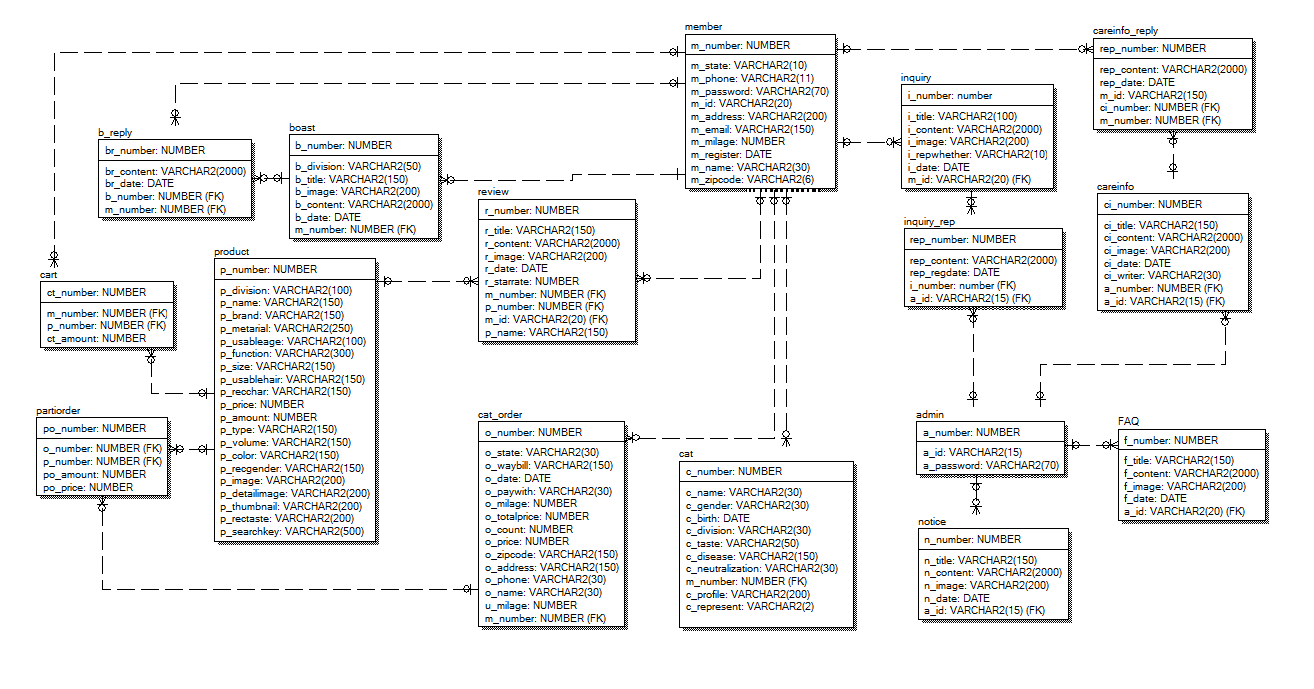 member
m_number: NUMBER
m_state: VARCHAR2(10)
m_phone: VARCHAR2(11)
m_password: VARCHAR2(70)
m_id: VARCHAR2(20)
m_address: VARCHAR2(200)
m_email: VARCHAR2(150)
m_milage: NUMBER
m_register: DATE
m_name: VARCHAR2(30)
m_zipcode: VARCHAR2(6)
careinfo_reply
rep_number: NUMBER
rep_content: VARCHAR2(2000)
rep_date: DATE
m_id: VARCHAR2(150)
ci_number: NUMBER (FK)
m_number: NUMBER (FK)
inquiry
i_number: number
i_title: VARCHAR2(100)
i_content: VARCHAR2(2000)
i_image: VARCHAR2(200)
i_repwhether: VARCHAR2(10)
i_date: DATE
m_id: VARCHAR2(20) (FK)
b_reply
br_number: NUMBER
br_content: VARCHAR2(2000)
br_date: DATE
b_number: NUMBER (FK)
m_number: NUMBER (FK)
boast
b_number: NUMBER
b_division: VARCHAR2(50)
b_title: VARCHAR2(150)
b_image: VARCHAR2(200)
b_content: VARCHAR2(2000)
b_date: DATE
m_number: NUMBER (FK)
review
r_number: NUMBER
r_title: VARCHAR2(150)
r_content: VARCHAR2(2000)
r_image: VARCHAR2(200)
r_date: DATE
r_starrate: NUMBER
m_number: NUMBER (FK)
p_number: NUMBER (FK)
m_id: VARCHAR2(20) (FK)
p_name: VARCHAR2(150)
careinfo
ci_number: NUMBER
ci_title: VARCHAR2(150)
ci_content: VARCHAR2(2000)
ci_image: VARCHAR2(200)
ci_date: DATE
ci_writer: VARCHAR2(30)
a_number: NUMBER (FK)
a_id: VARCHAR2(15) (FK)
inquiry_rep
rep_number: NUMBER
rep_content: VARCHAR2(2000)
rep_regdate: DATE
i_number: number (FK)
a_id: VARCHAR2(15) (FK)
product
p_number: NUMBER
p_division: VARCHAR2(100)
p_name: VARCHAR2(150)
p_brand: VARCHAR2(150)
p_metarial: VARCHAR2(250)
p_usableage: VARCHAR2(100)
p_function: VARCHAR2(300)
p_size: VARCHAR2(150)
p_usablehair: VARCHAR2(150)
p_recchar: VARCHAR2(150)
p_price: NUMBER
p_amount: NUMBER
p_type: VARCHAR2(150)
p_volume: VARCHAR2(150)
p_color: VARCHAR2(150)
p_recgender: VARCHAR2(150)
p_image: VARCHAR2(200)
p_detailimage: VARCHAR2(200)
p_thumbnail: VARCHAR2(200)
p_rectaste: VARCHAR2(200)
p_searchkey: VARCHAR2(500)
cart
ct_number: NUMBER
m_number: NUMBER (FK)
p_number: NUMBER (FK)
ct_amount: NUMBER
partiorder
po_number: NUMBER
o_number: NUMBER (FK)
p_number: NUMBER (FK)
po_amount: NUMBER
po_price: NUMBER
cat_order
o_number: NUMBER
o_state: VARCHAR2(30)
o_waybill: VARCHAR2(150)
o_date: DATE
o_paywith: VARCHAR2(30)
o_milage: NUMBER
o_totalprice: NUMBER
o_count: NUMBER
o_price: NUMBER
o_zipcode: VARCHAR2(150)
o_address: VARCHAR2(150)
o_phone: VARCHAR2(30)
o_name: VARCHAR2(30)
u_milage: NUMBER
m_number: NUMBER (FK)
cat
c_number: NUMBER
c_name: VARCHAR2(30)
c_gender: VARCHAR2(30)
c_birth: DATE
c_division: VARCHAR2(30)
c_taste: VARCHAR2(50)
c_disease: VARCHAR2(150)
c_neutralization: VARCHAR2(30)
m_number: NUMBER (FK)
c_profile: VARCHAR2(200)
c_represent: VARCHAR2(2)
admin
a_number: NUMBER
a_id: VARCHAR2(15)
a_password: VARCHAR2(70)
FAQ
f_number: NUMBER
f_title: VARCHAR2(150)
f_content: VARCHAR2(2000)
f_image: VARCHAR2(200)
f_date: DATE
a_id: VARCHAR2(20) (FK)
notice
n_number: NUMBER
n_title: VARCHAR2(150)
n_content: VARCHAR2(2000)
n_image: VARCHAR2(200)
n_date: DATE
a_id: VARCHAR2(15) (FK)